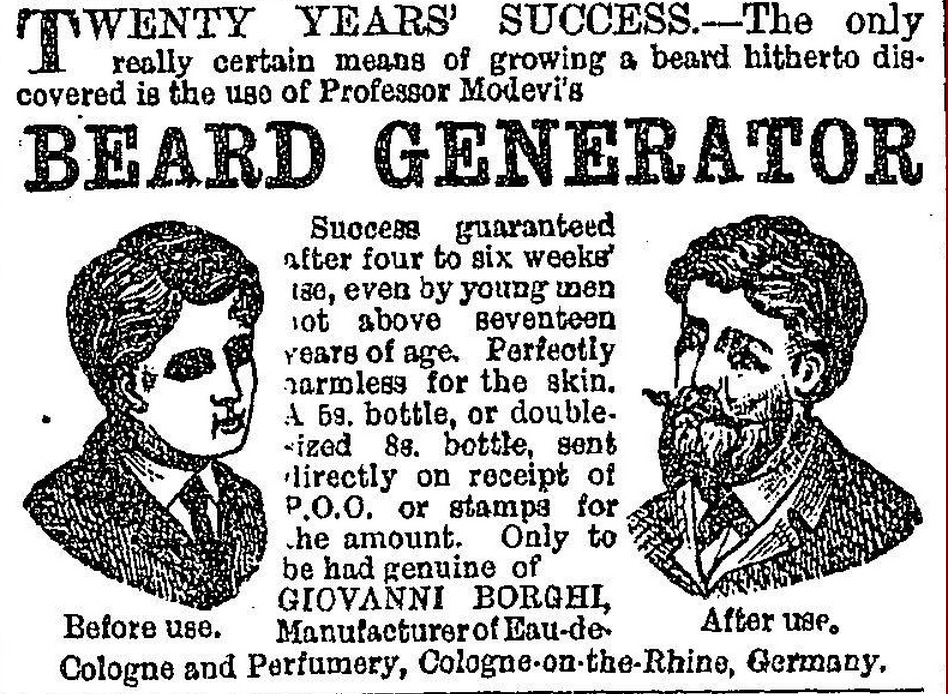 TWENTY YEARS' SUCCESS.—The only
really certain means of growing a beard hitherto dis-
covered is the use of Professor Modevi's
BEARD GENERATOR
Success guaranteed
after four to six weeks'
use, even by young men
not above seventeen
years of age. Perfectly
harmless for the skin.
A 5s. bottle, or double-
sized 8s. bottle, sent
directly on receipt of
P.O.O. or stamps for
the amount. Only to
be had genuine of
GIOVANNI BORGHI,
Manufacturer of Eau-de-
Cologne and Perfumery, Cologne-on-the-Rhine, Germany.
Before use.
After use.